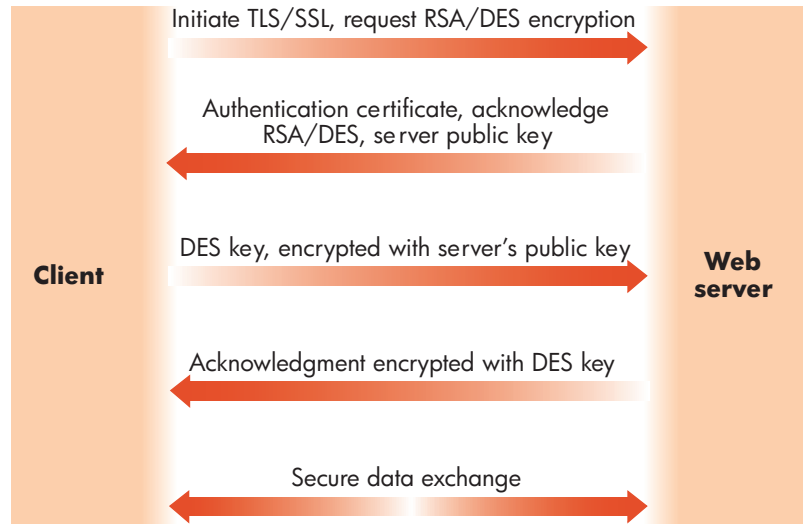 Initiate TLS/SSL, request RSA/DES encryption
Authentication certificate, acknowledge
RSA/DES, server public key
DES key, encrypted with server's public key
Client
Web
server
Acknowledgment encrypted with DES key
Secure data exchange